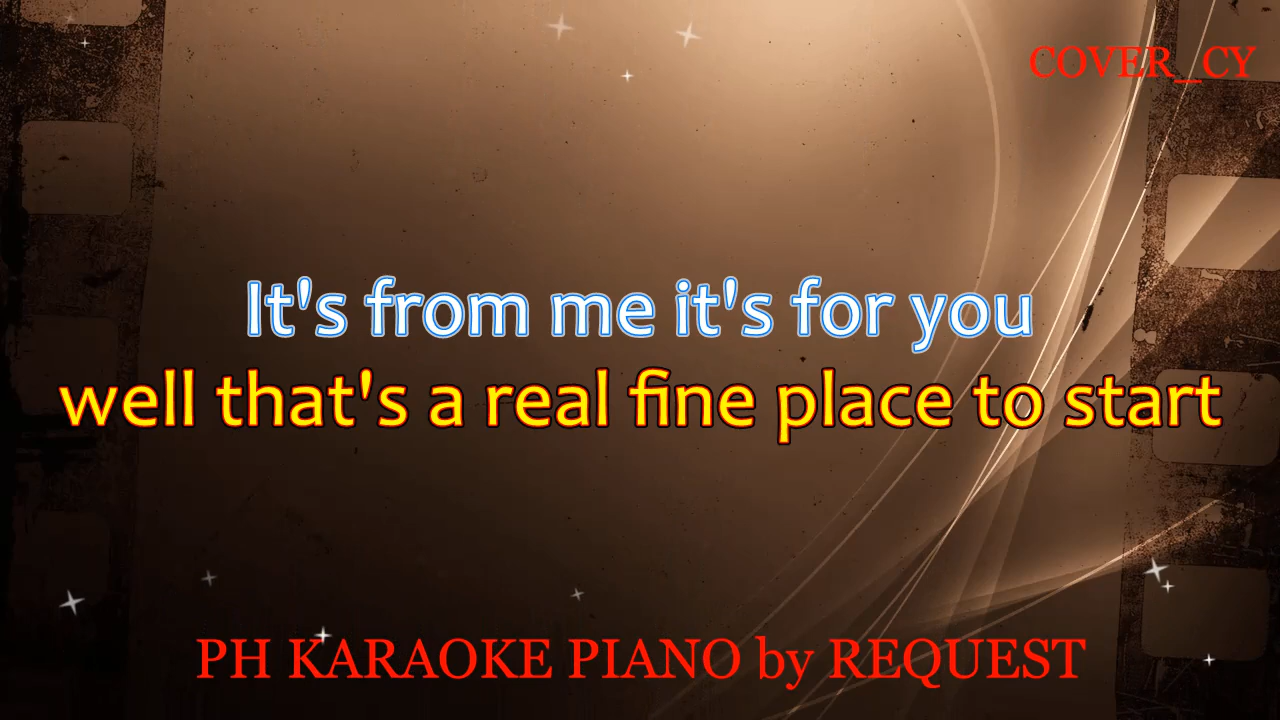 COVER_CY
It's from me it's for you
well that's a real fine place to start
PH KARAOKE PIANO by REQUEST